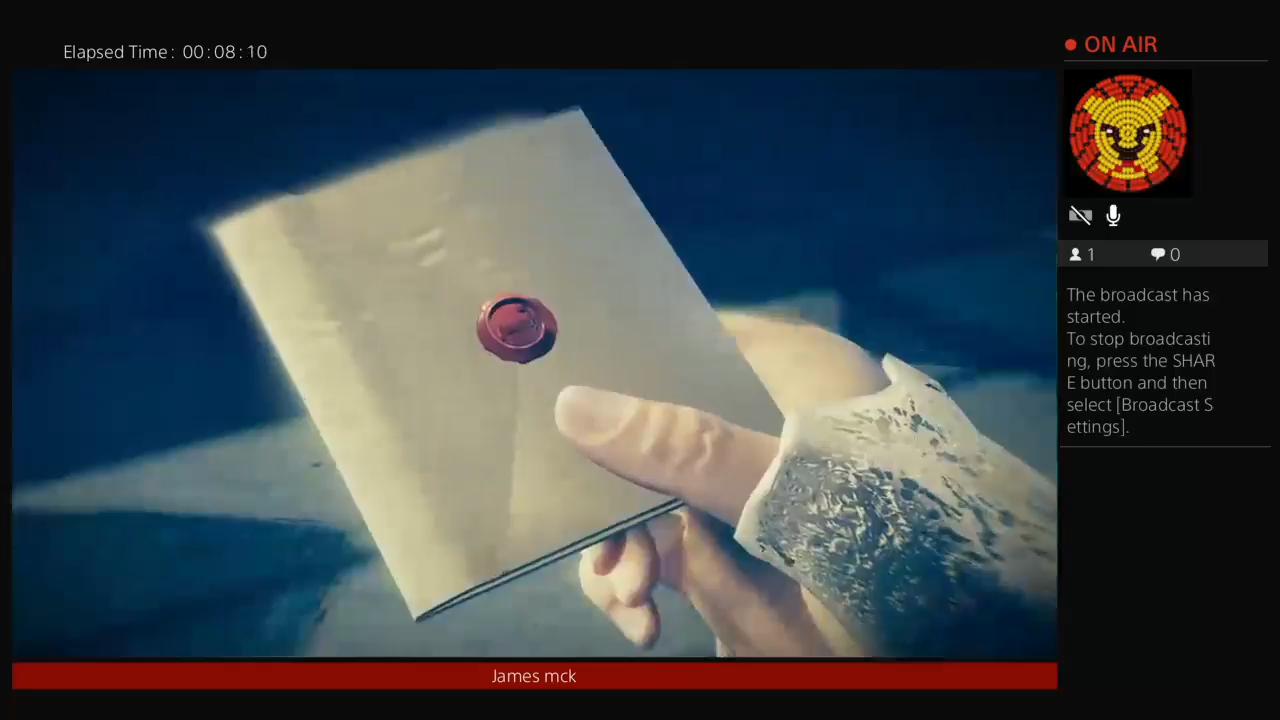 Elapsed Time: 00:08:10
ON AIR
1
0
The broadcast has
started.
To stop broadcasti
ng, press the SHAR
E button and then
select [Broadcast S
ettings].
James mck